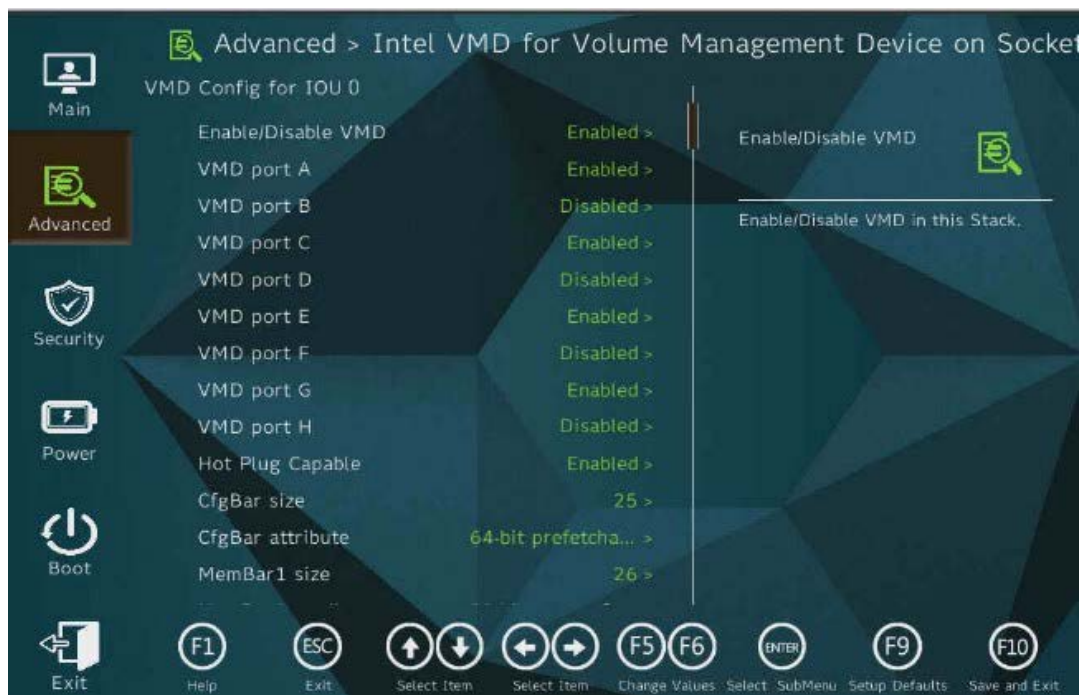 Advanced > Intel VMD for Volume Management Device on Socket
Main
VMD Config for IOU 0
Enable/Disable VMD Enabled >
VMD port A Enabled >
VMD port B Disabled >
VMD port C Enabled >
VMD port D Disabled >
VMD port E Enabled >
VMD port F Disabled >
VMD port G Enabled >
VMD port H Disabled >
Hot Plug Capable Enabled >
CfgBar size 25 >
CfgBar attribute 64-bit prefetcha... >
MemBar1 size 26 >
Enable/Disable VMD
Enable/Disable VMD in this Stack.
Advanced
Security
Power
Boot
Exit
F1 Help
ESC Exit
Select Item
Select Item
F5 F6 Change Values
ENTER Select SubMenu
F9 Setup Defaults
F10 Save and Exit